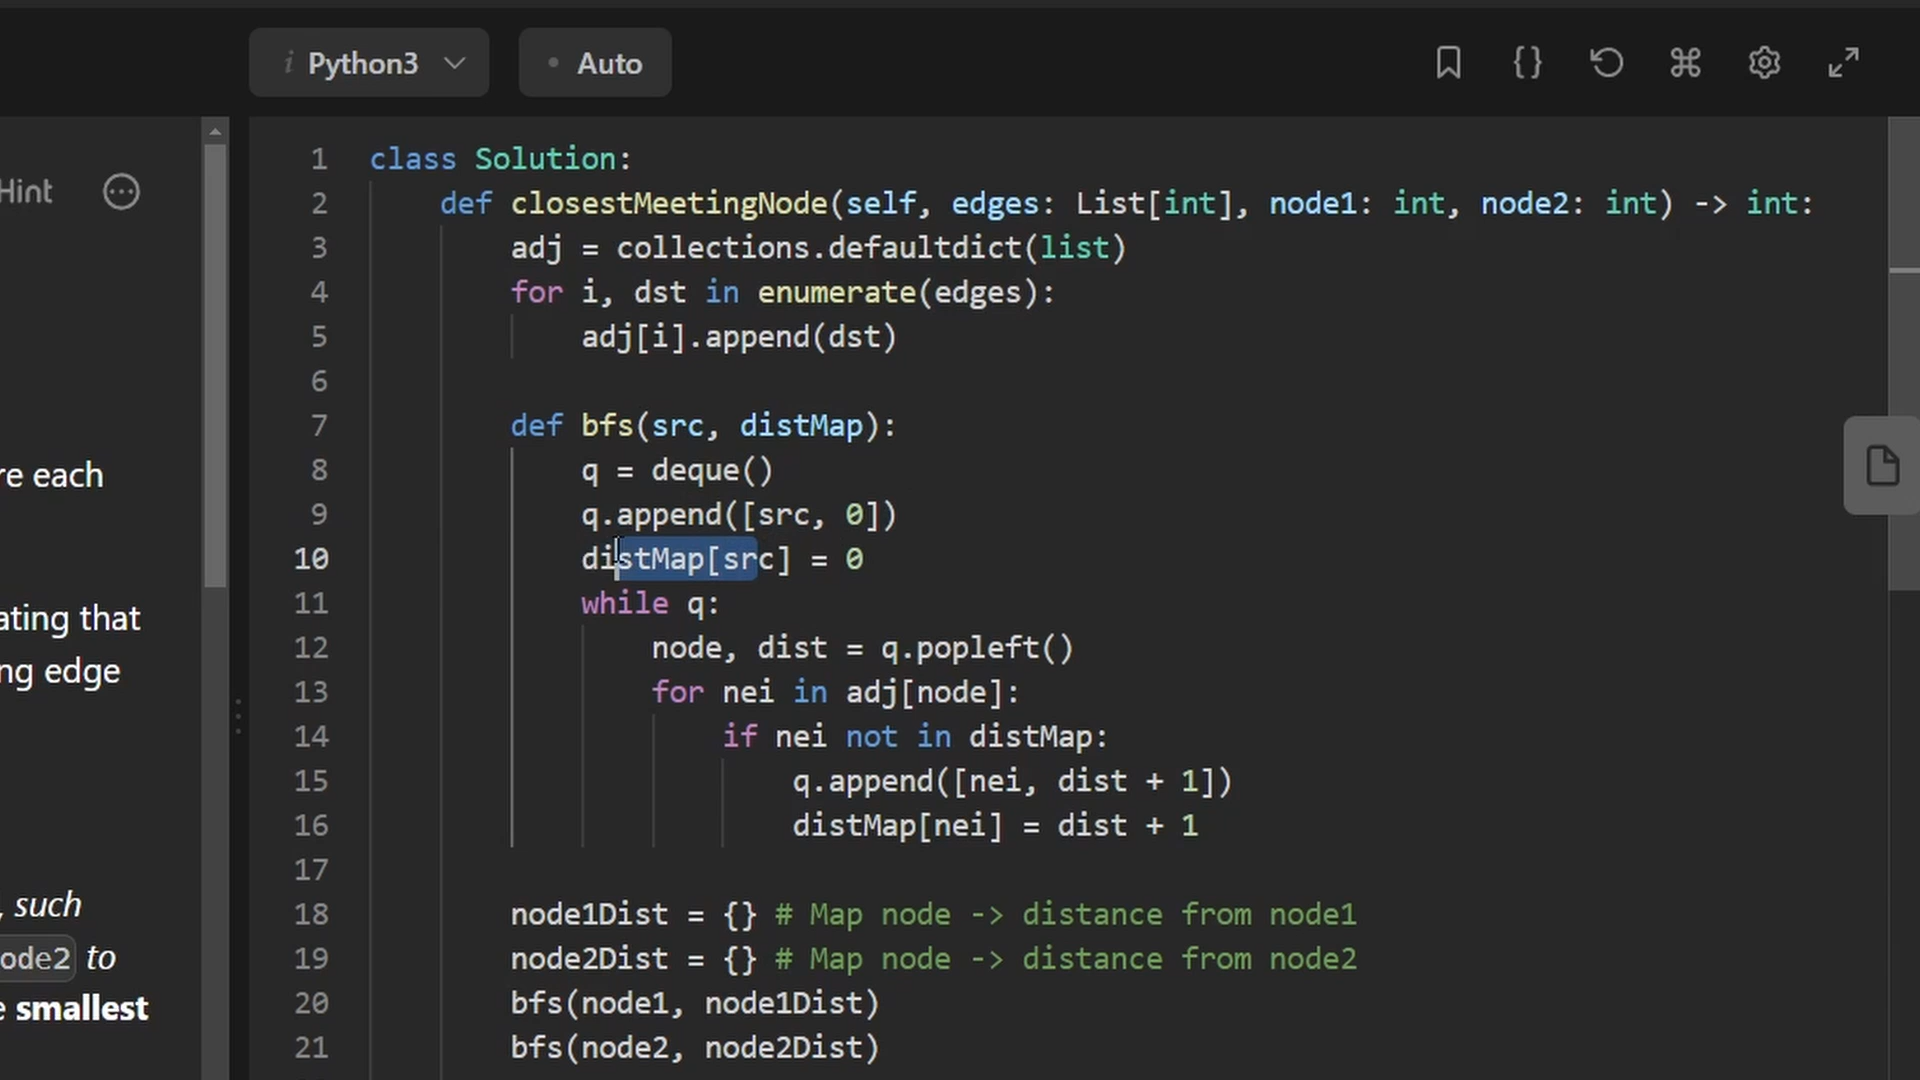 i Python3
Auto
Hint
re each
ating that
ng edge
, such
ode2 to
e smallest
1 class Solution:
2 def closestMeetingNode(self, edges: List[int], node1: int, node2: int) -> int:
3 adj = collections.defaultdict(list)
4 for i, dst in enumerate(edges):
5 adj[i].append(dst)
6
7 def bfs(src, distMap):
8 q = deque()
9 q.append([src, 0])
10 distMap[src] = 0
11 while q:
12 node, dist = q.popleft()
13 for nei in adj[node]:
14 if nei not in distMap:
15 q.append([nei, dist + 1])
16 distMap[nei] = dist + 1
17
18 node1Dist = {} # Map node -> distance from node1
19 node2Dist = {} # Map node -> distance from node2
20 bfs(node1, node1Dist)
21 bfs(node2, node2Dist)